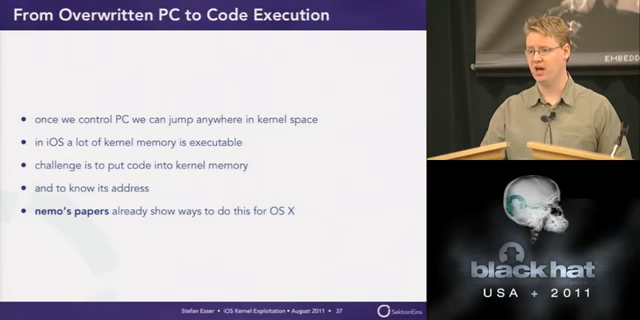 From Overwritten PC to Code Execution
• once we control PC we can jump anywhere in kernel space
• in iOS a lot of kernel memory is executable
• challenge is to put code into kernel memory
• and to know its address
• nemo's papers already show ways to do this for OS X
Stefan Esser • iOS Kernel Exploitation • August 2011 • 37
SektionEins
EMBEDD
black hat
USA + 2011